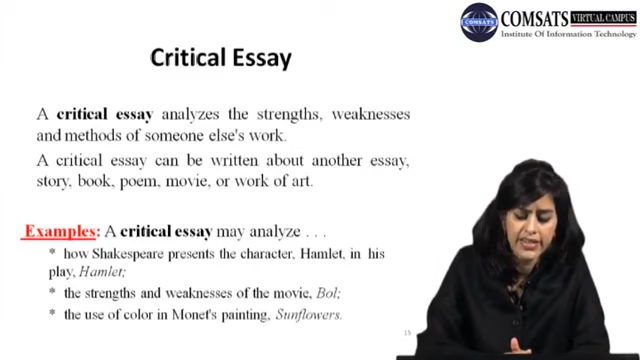 COMSATS VIRTUAL CAMPUS
Institute Of Information Technology
Critical Essay
A critical essay analyzes the strengths, weaknesses
and methods of someone else's work.
A critical essay can be written about another essay,
story, book, poem, movie, or work of art.
Examples: A critical essay may analyze . . .
* how Shakespeare presents the character, Hamlet, in his
play, Hamlet;
* the strengths and weaknesses of the movie, Bol;
* the use of color in Monet's painting, Sunflowers.
15